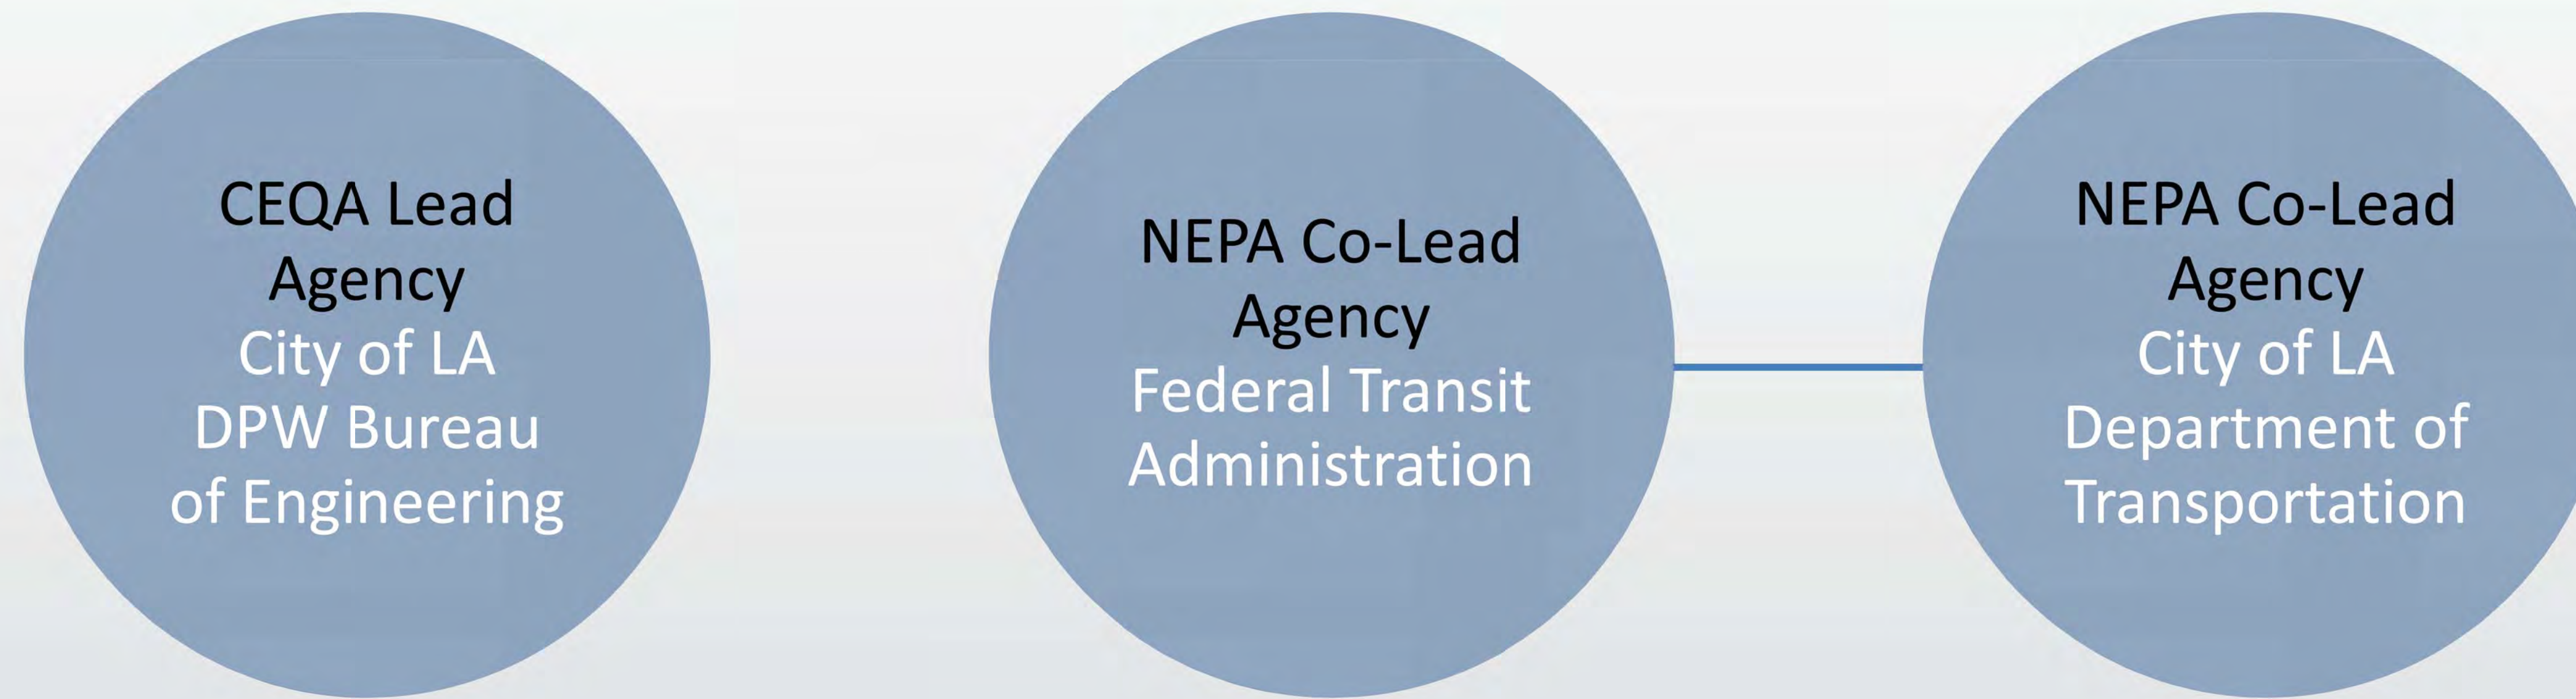 CEQA Lead
Agency
City of LA
DPW Bureau
of Engineering
NEPA Co-Lead
Agency
Federal Transit
Administration
NEPA Co-Lead
Agency
City of LA
Department of
Transportation